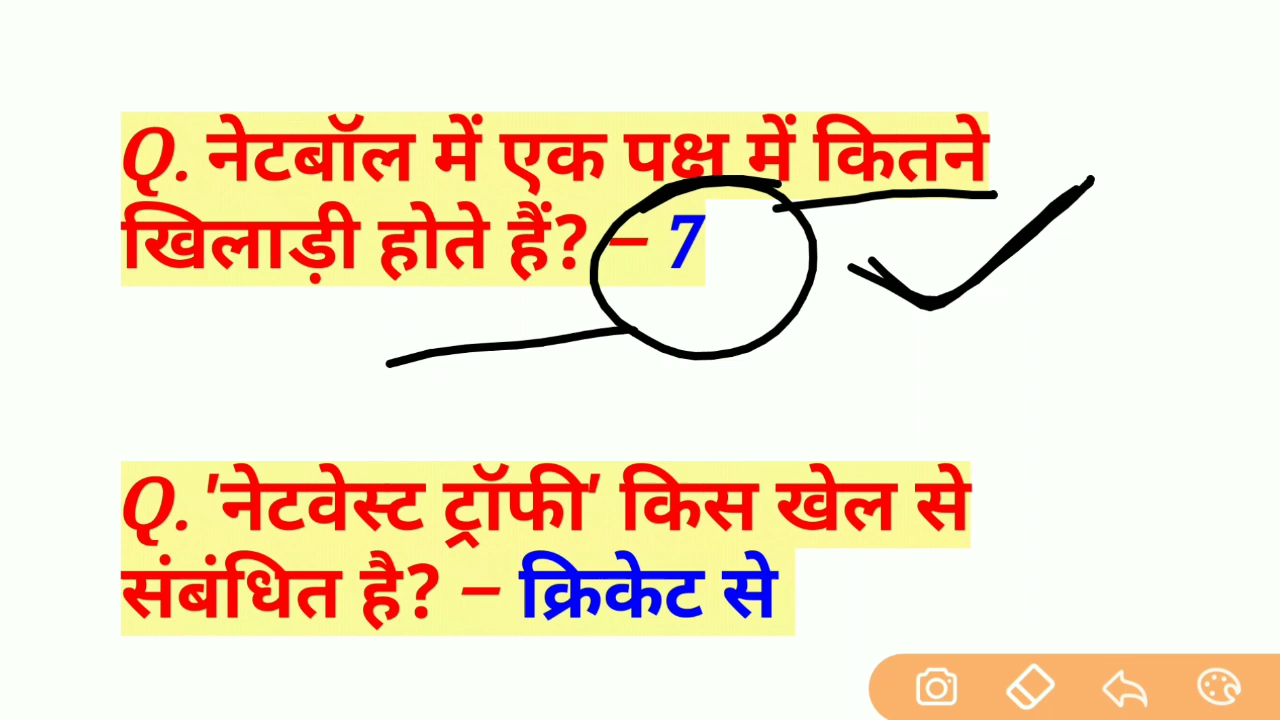 Q. नेटबॉल में एक पक्ष में कितने
खिलाड़ी होते हैं? – 7
Q. 'नेटवेस्ट ट्रॉफी' किस खेल से
संबंधित है? – क्रिकेट से